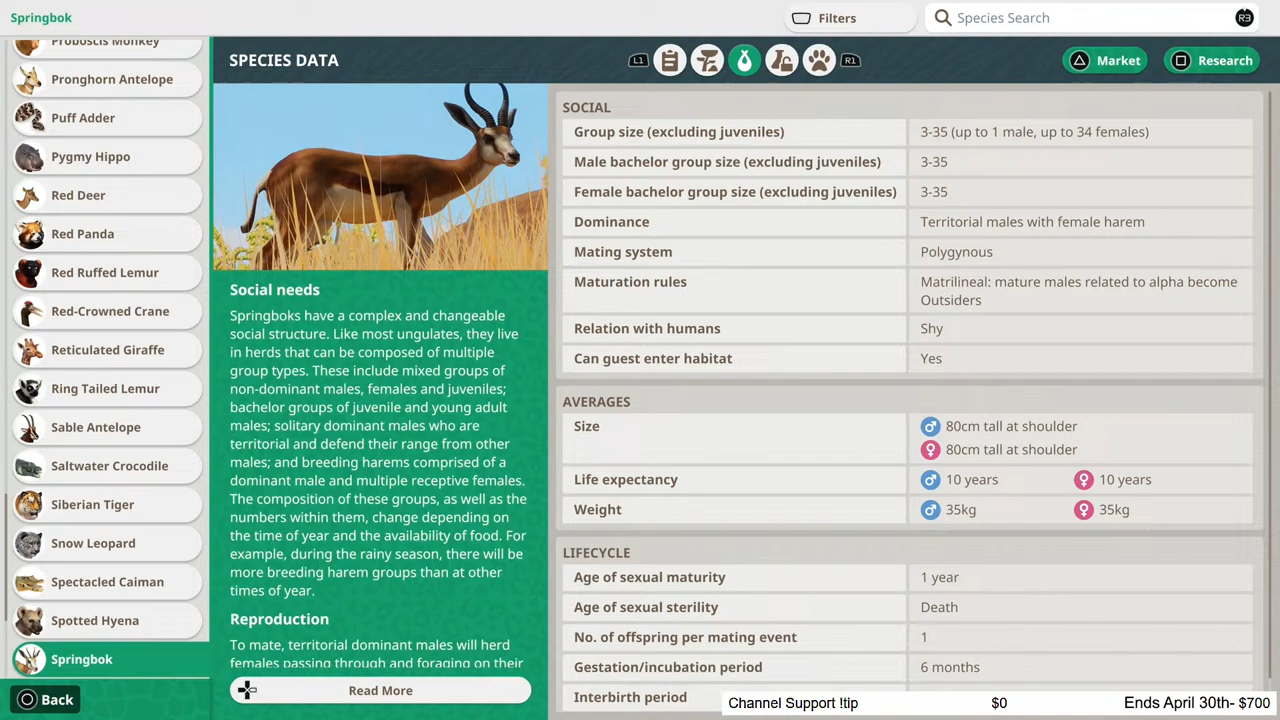 Springbok
Filters
Species Search
R3
Proboscis Monkey
Pronghorn Antelope
Puff Adder
Pygmy Hippo
Red Deer
Red Panda
Red Ruffed Lemur
Red-Crowned Crane
Reticulated Giraffe
Ring Tailed Lemur
Sable Antelope
Saltwater Crocodile
Siberian Tiger
Snow Leopard
Spectacled Caiman
Spotted Hyena
Springbok
Back
SPECIES DATA
L1
R1
Market
Research
Social needs
Springboks have a complex and changeable
social structure. Like most ungulates, they live
in herds that can be composed of multiple
group types. These include mixed groups of
non-dominant males, females and juveniles;
bachelor groups of juvenile and young adult
males; solitary dominant males who are
territorial and defend their range from other
males; and breeding harems comprised of a
dominant male and multiple receptive females.
The composition of these groups, as well as the
numbers within them, change depending on
the time of year and the availability of food. For
example, during the rainy season, there will be
more breeding harem groups than at other
times of year.
Reproduction
To mate, territorial dominant males will herd
females passing through and foraging on their
Read More
SOCIAL
Group size (excluding juveniles) 3-35 (up to 1 male, up to 34 females)
Male bachelor group size (excluding juveniles) 3-35
Female bachelor group size (excluding juveniles) 3-35
Dominance Territorial males with female harem
Mating system Polygynous
Maturation rules Matrilineal: mature males related to alpha become
Outsiders
Relation with humans Shy
Can guest enter habitat Yes
AVERAGES
Size ♂ 80cm tall at shoulder
♀ 80cm tall at shoulder
Life expectancy ♂ 10 years ♀ 10 years
Weight ♂ 35kg ♀ 35kg
LIFECYCLE
Age of sexual maturity 1 year
Age of sexual sterility Death
No. of offspring per mating event 1
Gestation/incubation period 6 months
Interbirth period
Channel Support !tip $0 Ends April 30th- $700